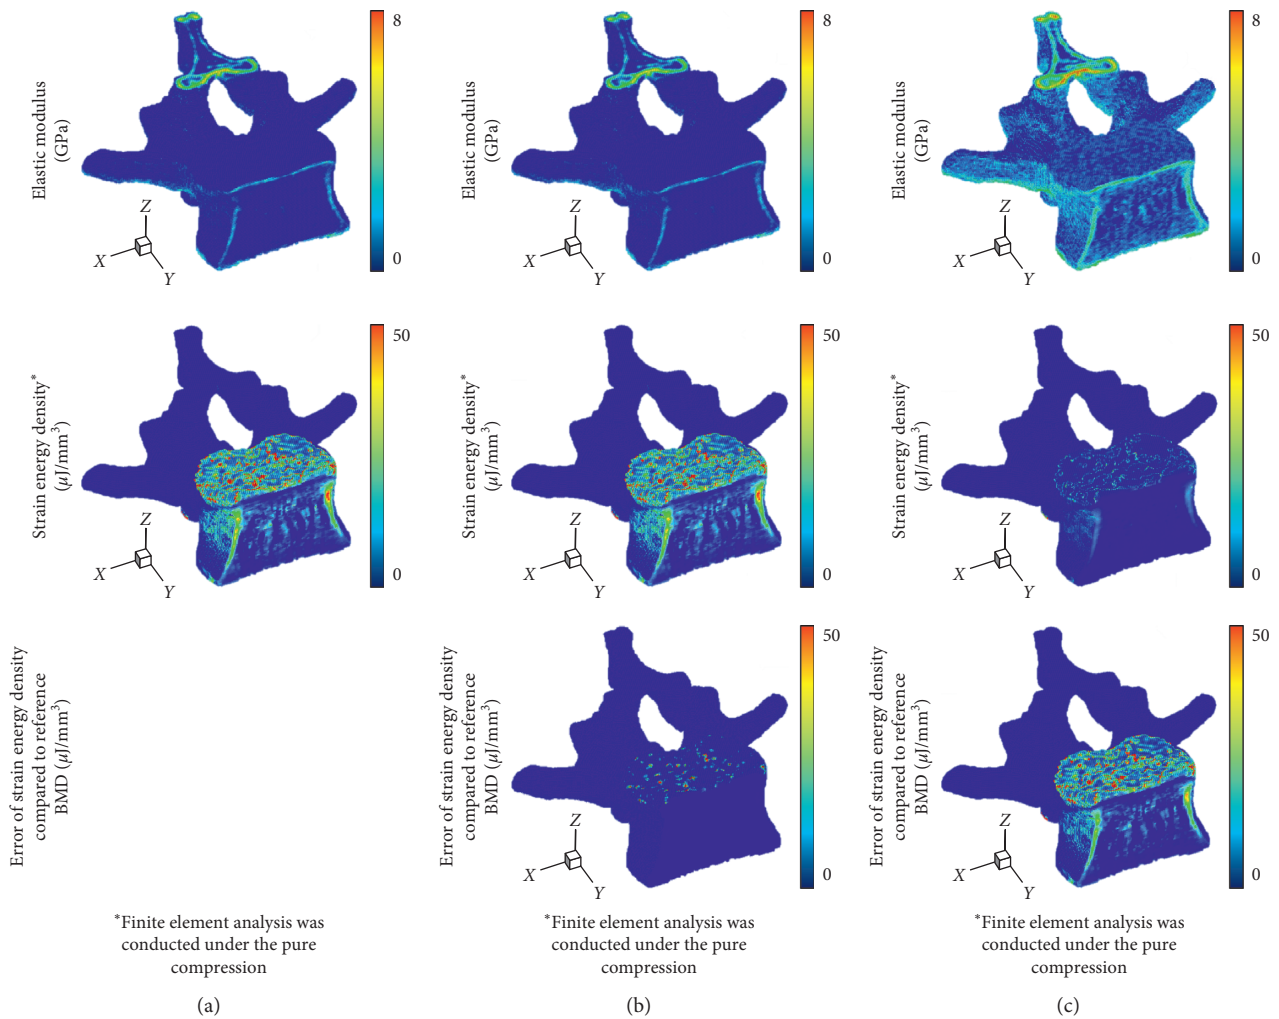 Elastic modulus
(GPa)
8
0
Z
X
Y
Elastic modulus
(GPa)
8
0
Z
X
Y
Elastic modulus
(GPa)
8
0
Z
X
Y
Strain energy density*
(μJ/mm³)
50
0
Z
X
Y
Strain energy density*
(μJ/mm³)
50
0
Z
X
Y
Strain energy density*
(μJ/mm³)
50
0
Z
X
Y
Error of strain energy density
compared to reference
BMD (μJ/mm³)
Error of strain energy density
compared to reference
BMD (μJ/mm³)
50
0
Z
X
Y
Error of strain energy density
compared to reference
BMD (μJ/mm³)
50
0
Z
X
Y
*Finite element analysis was
conducted under the pure
compression
(a)
*Finite element analysis was
conducted under the pure
compression
(b)
*Finite element analysis was
conducted under the pure
compression
(c)